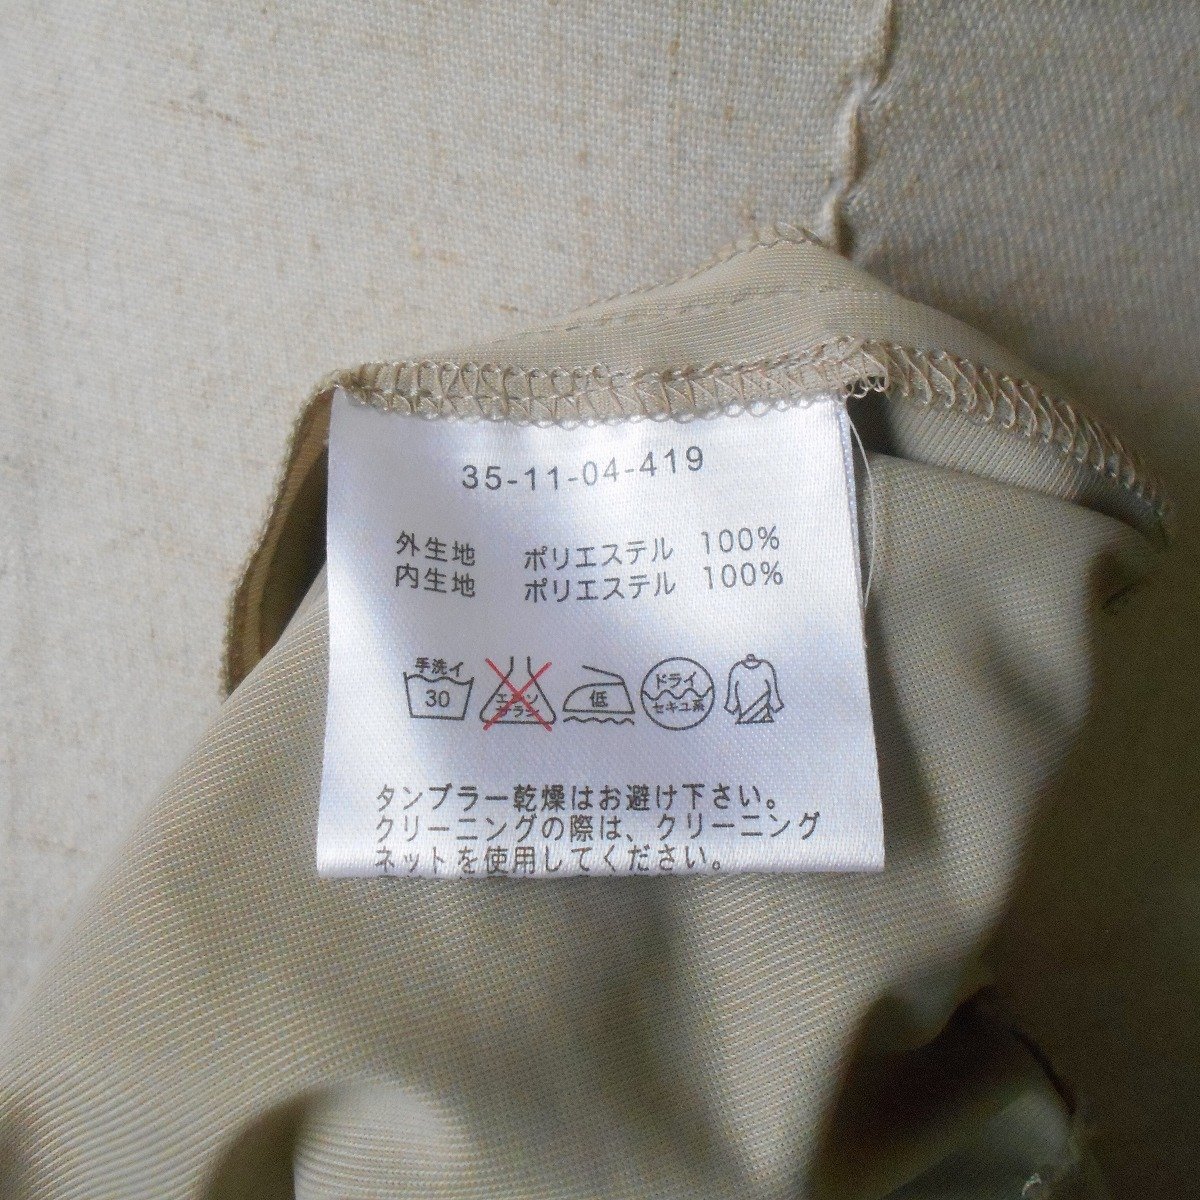 35-11-04-419
外生地 ポリエステル 100%
内生地 ポリエステル 100%
手洗イ
30
エンソ
サラシ
低
ドライ
セキユ系
タンブラー乾燥はお避け下さい。
クリーニングの際は、クリーニング
ネットを使用してください。